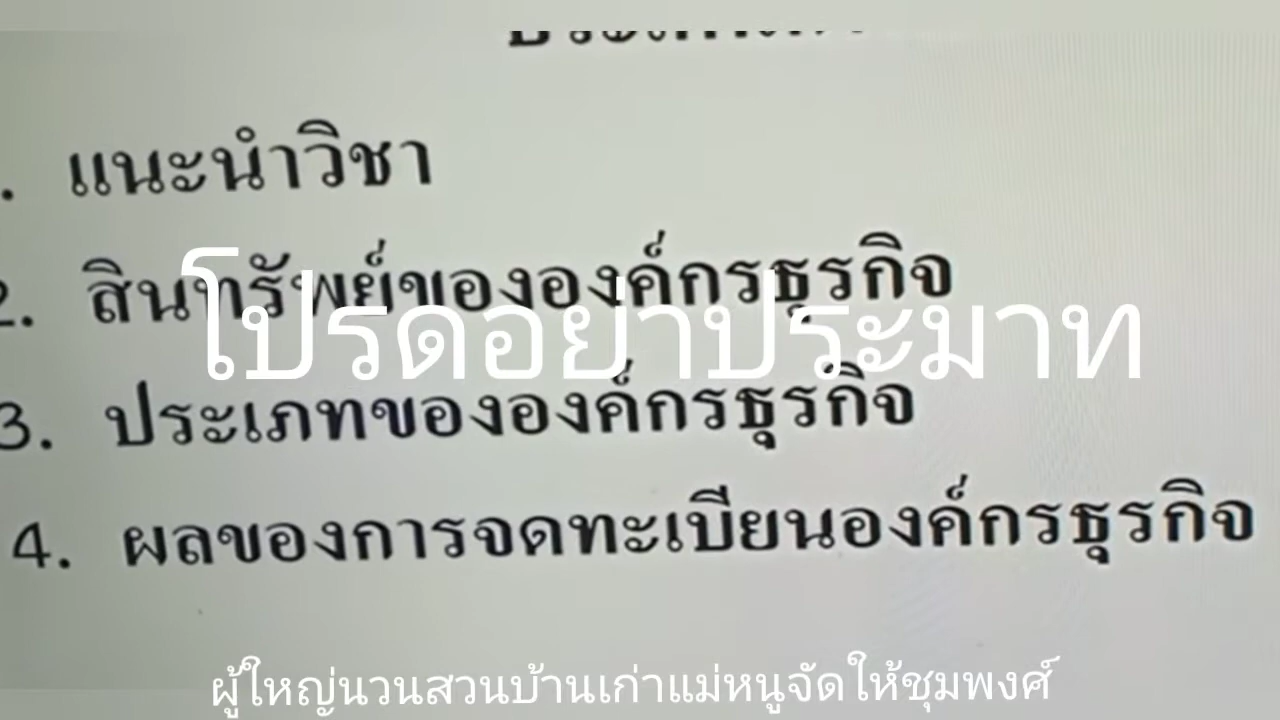 . แนะนำวิชา
2. สินทรัพย์ขององค์กรธุรกิจ
โปรดอย่าประมาท
3. ประเภทขององค์กรธุรกิจ
4. ผลของการจดทะเบียนองค์กรธุรกิจ
ผู้ใหญ่นวนสวนบ้านเก่าแม่หนูจัดให้ชุมพงศ์